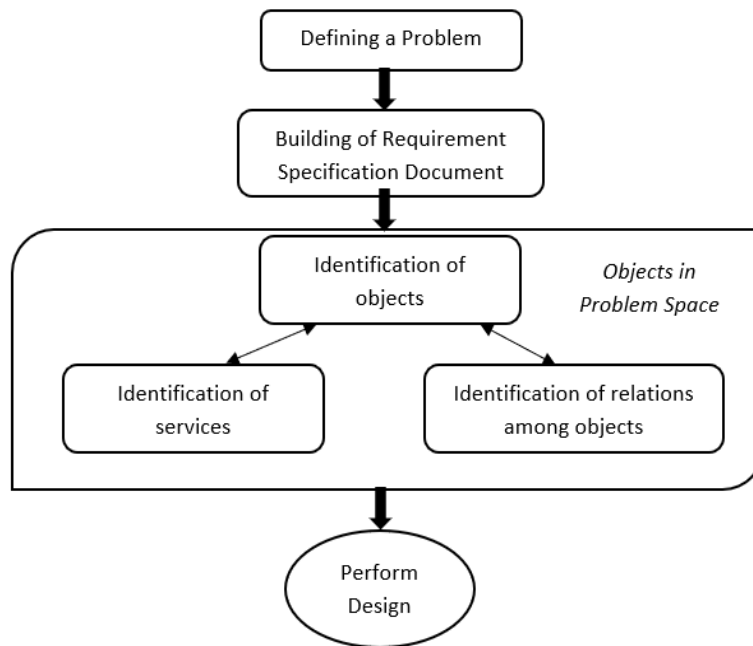 Defining a Problem
Building of Requirement
Specification Document
Identification of
objects
Objects in
Problem Space
Identification of
services
Identification of relations
among objects
Perform
Design